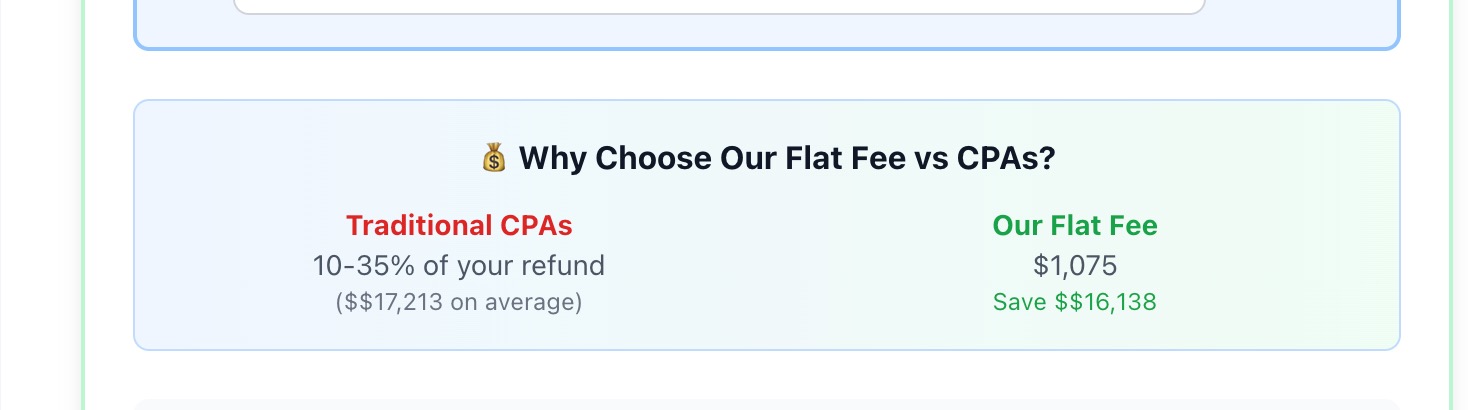 💰 Why Choose Our Flat Fee vs CPAs?
Traditional CPAs
10-35% of your refund
($$17,213 on average)
Our Flat Fee
$1,075
Save $$16,138